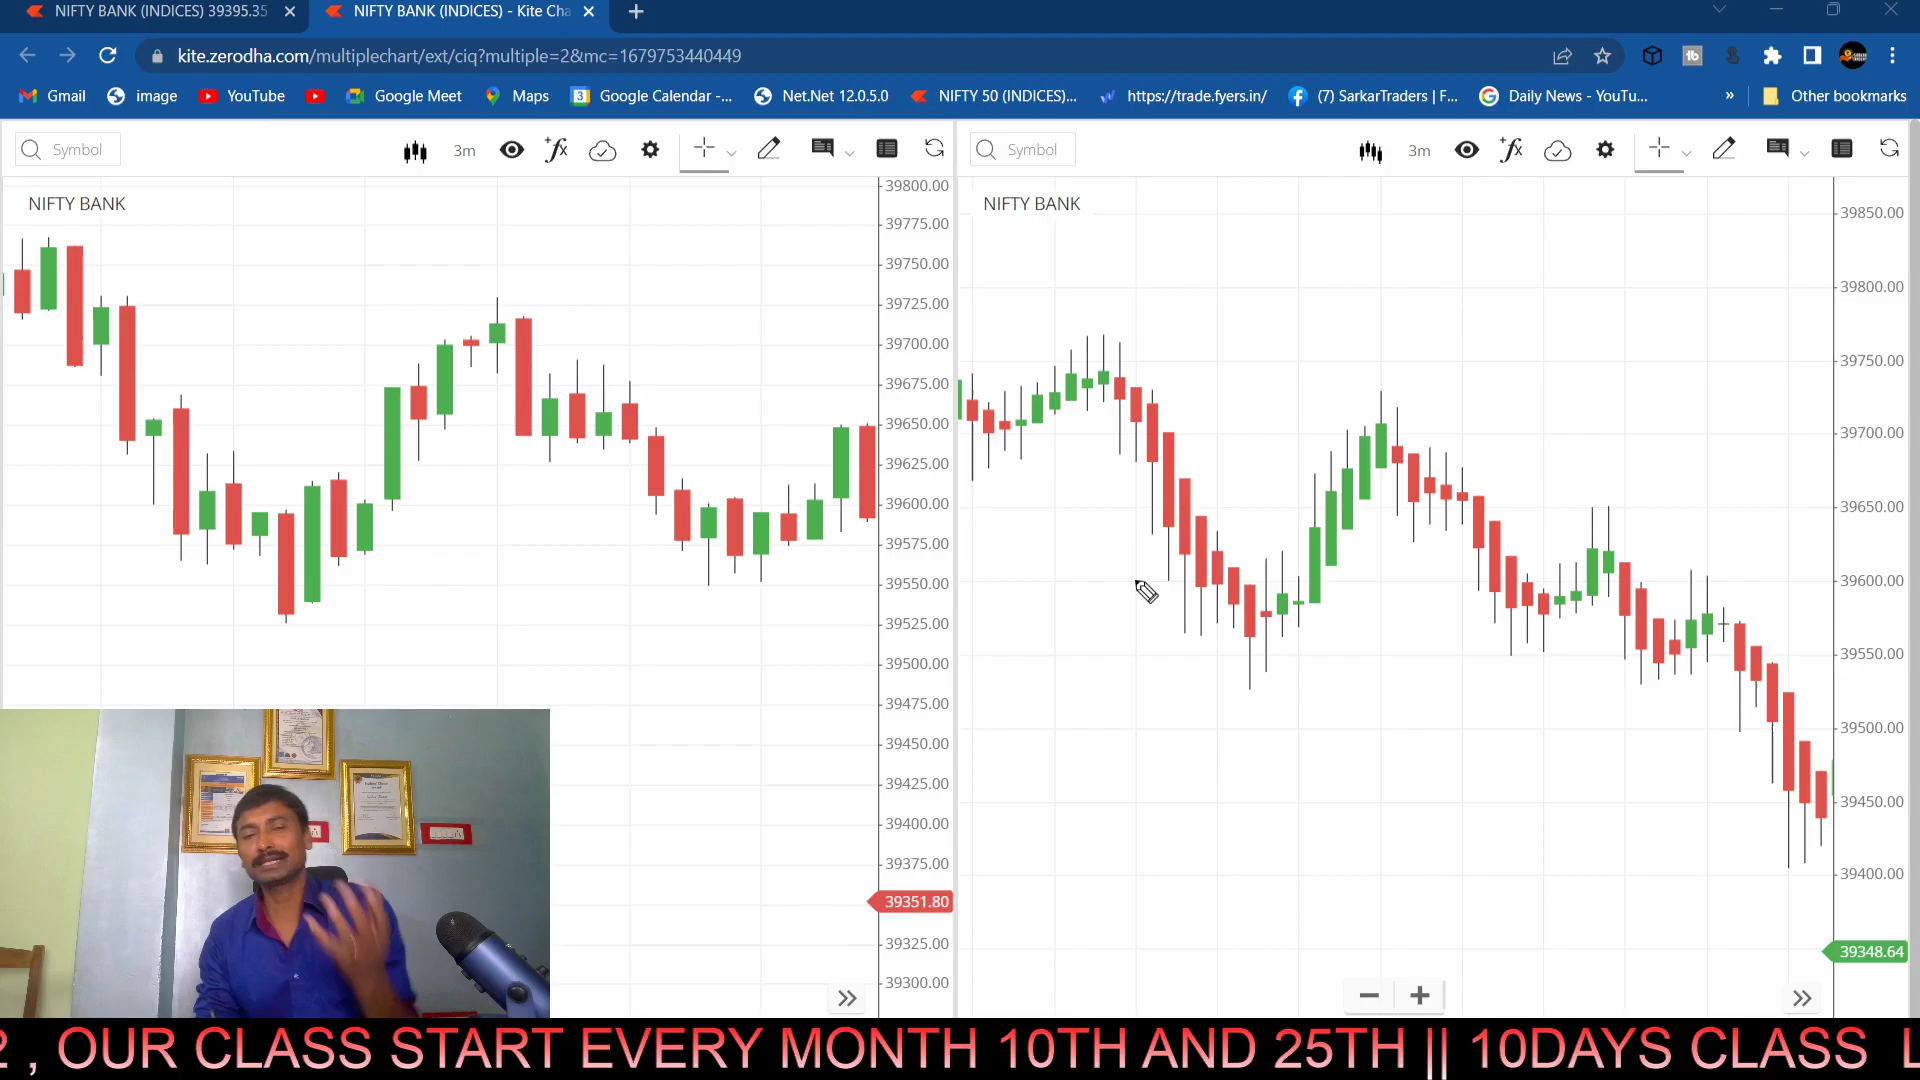 NIFTY BANK (INDICES) 39395.35
NIFTY BANK (INDICES) - Kite Cha
kite.zerodha.com/multiplechart/ext/ciq?multiple=2&mc=1679753440449
Gmail
image
YouTube
Google Meet
Maps
3
Google Calendar -...
Net.Net 12.0.5.0
NIFTY 50 (INDICES)...
https://trade.fyers.in/
(7) SarkarTraders | F...
Daily News - YouTu...
»
Other bookmarks
Symbol
3m
Symbol
3m
NIFTY BANK
39800.00
39775.00
39750.00
39725.00
39700.00
39675.00
39650.00
39625.00
39600.00
39575.00
39550.00
39525.00
39500.00
39475.00
39450.00
39425.00
39400.00
39375.00
39351.80
39325.00
39300.00
NIFTY BANK
39850.00
39800.00
39750.00
39700.00
39650.00
39600.00
39550.00
39500.00
39450.00
39400.00
39348.64
2 , OUR CLASS START EVERY MONTH 10TH AND 25TH || 10DAYS CLASS L